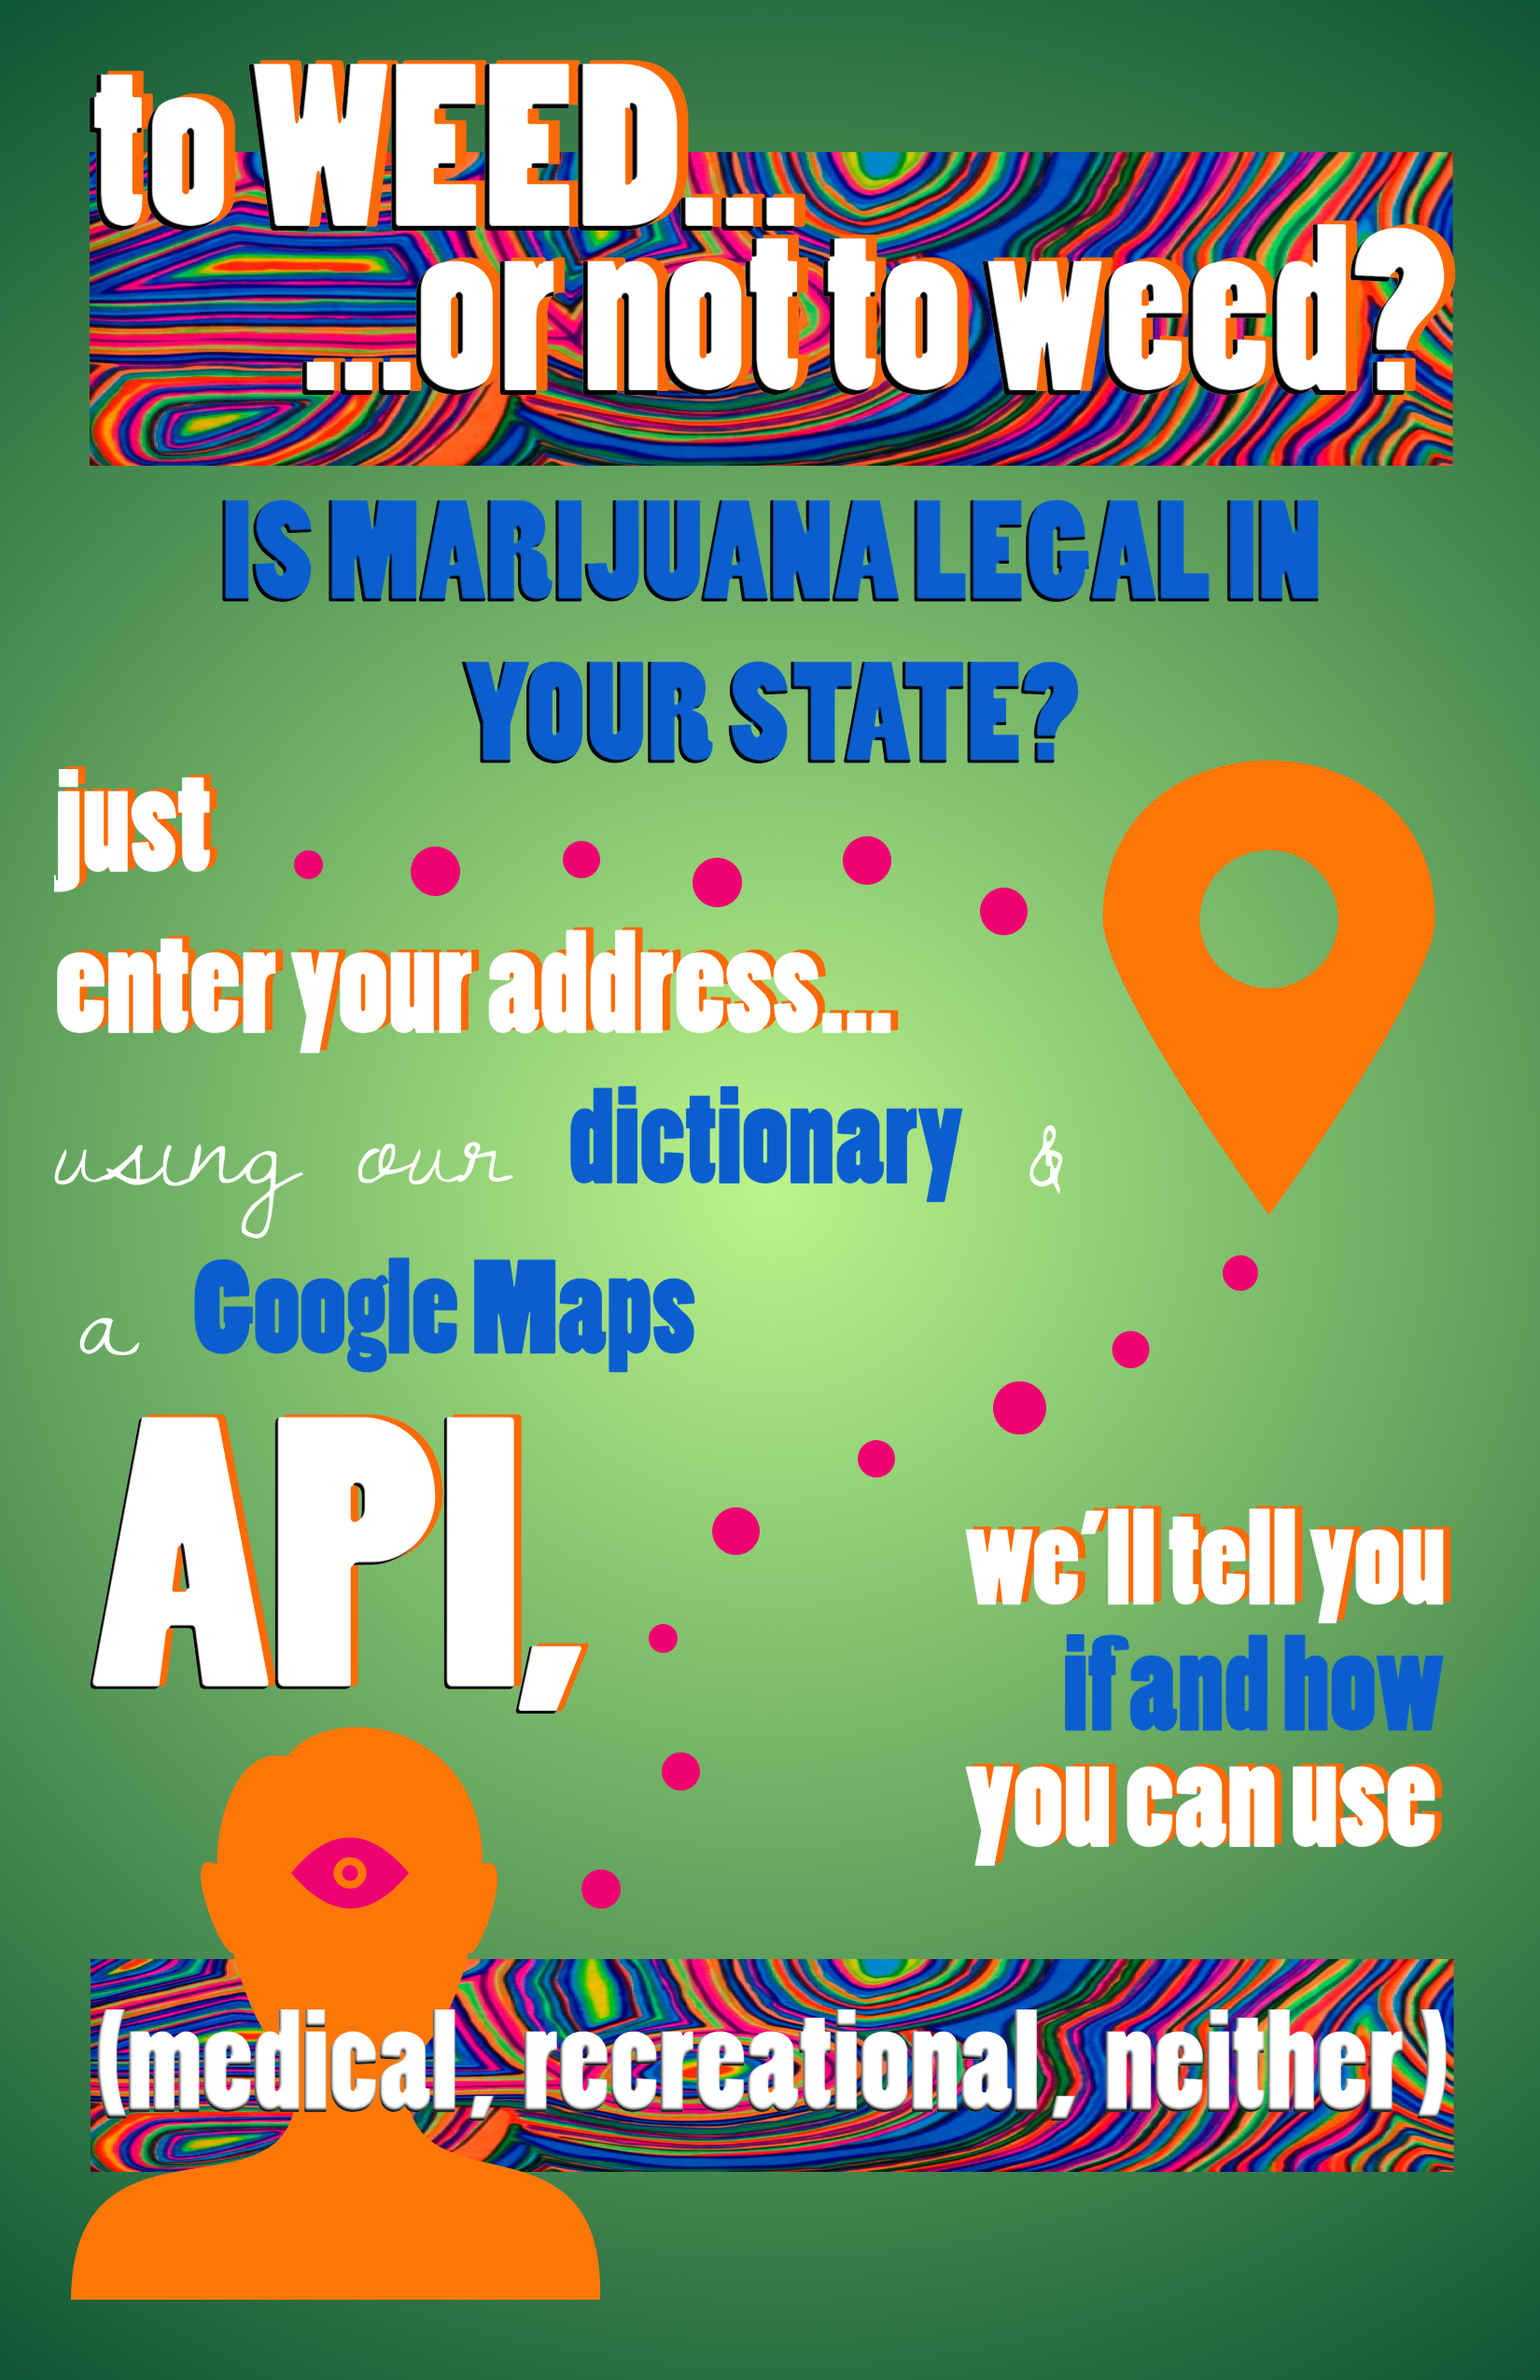 to WEED...
...or not to weed?
IS MARIJUANA LEGAL IN
YOUR STATE?
just
enter your address...
using our dictionary &
a Google Maps
API,
we'll tell you
if and how
you can use
(medical, recreational, neither)